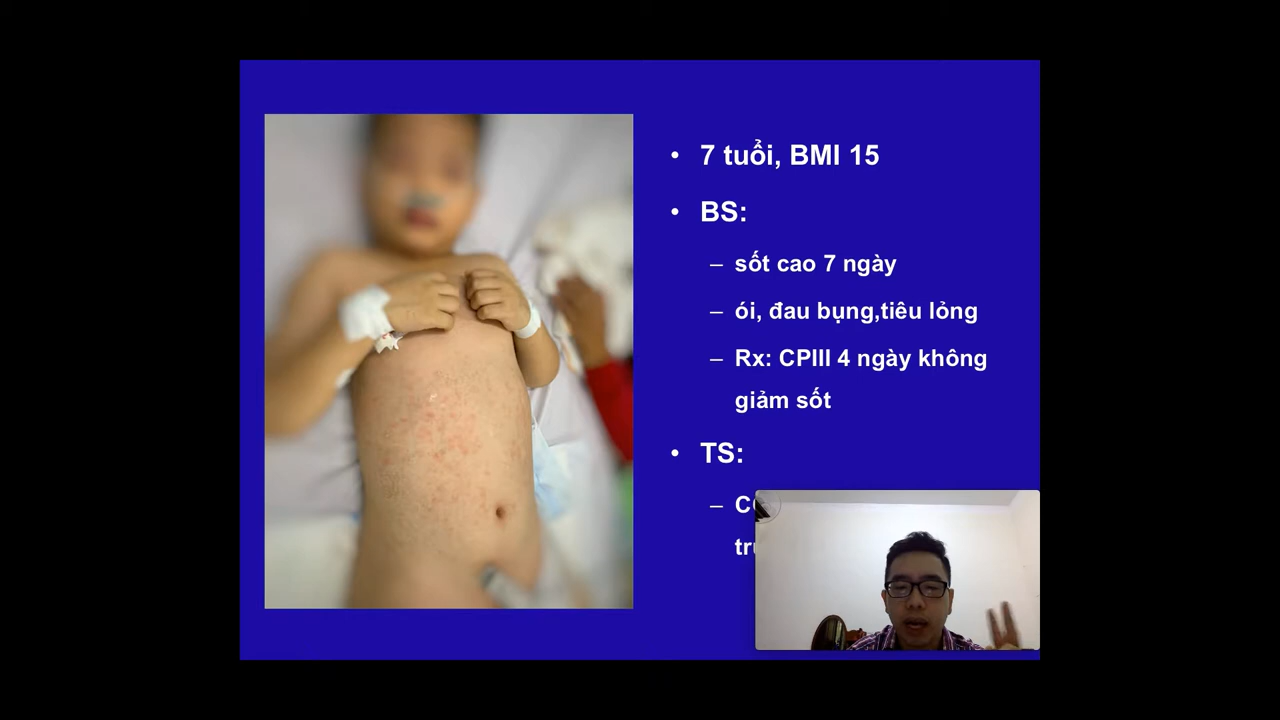 • 7 tuổi, BMI 15
• BS:
– sốt cao 7 ngày
– ói, đau bụng,tiêu lỏng
– Rx: CPIII 4 ngày không
giảm sốt
• TS:
–